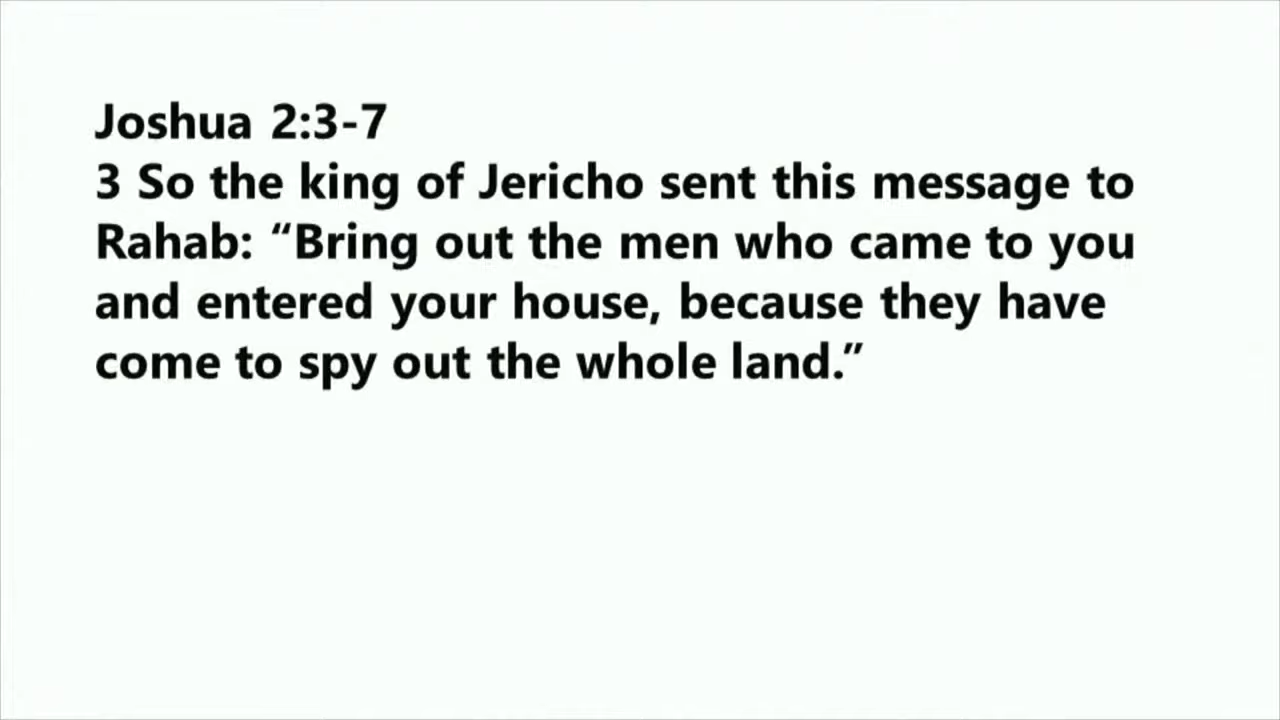 Joshua 2:3-7
3 So the king of Jericho sent this message to
Rahab: “Bring out the men who came to you
and entered your house, because they have
come to spy out the whole land.”